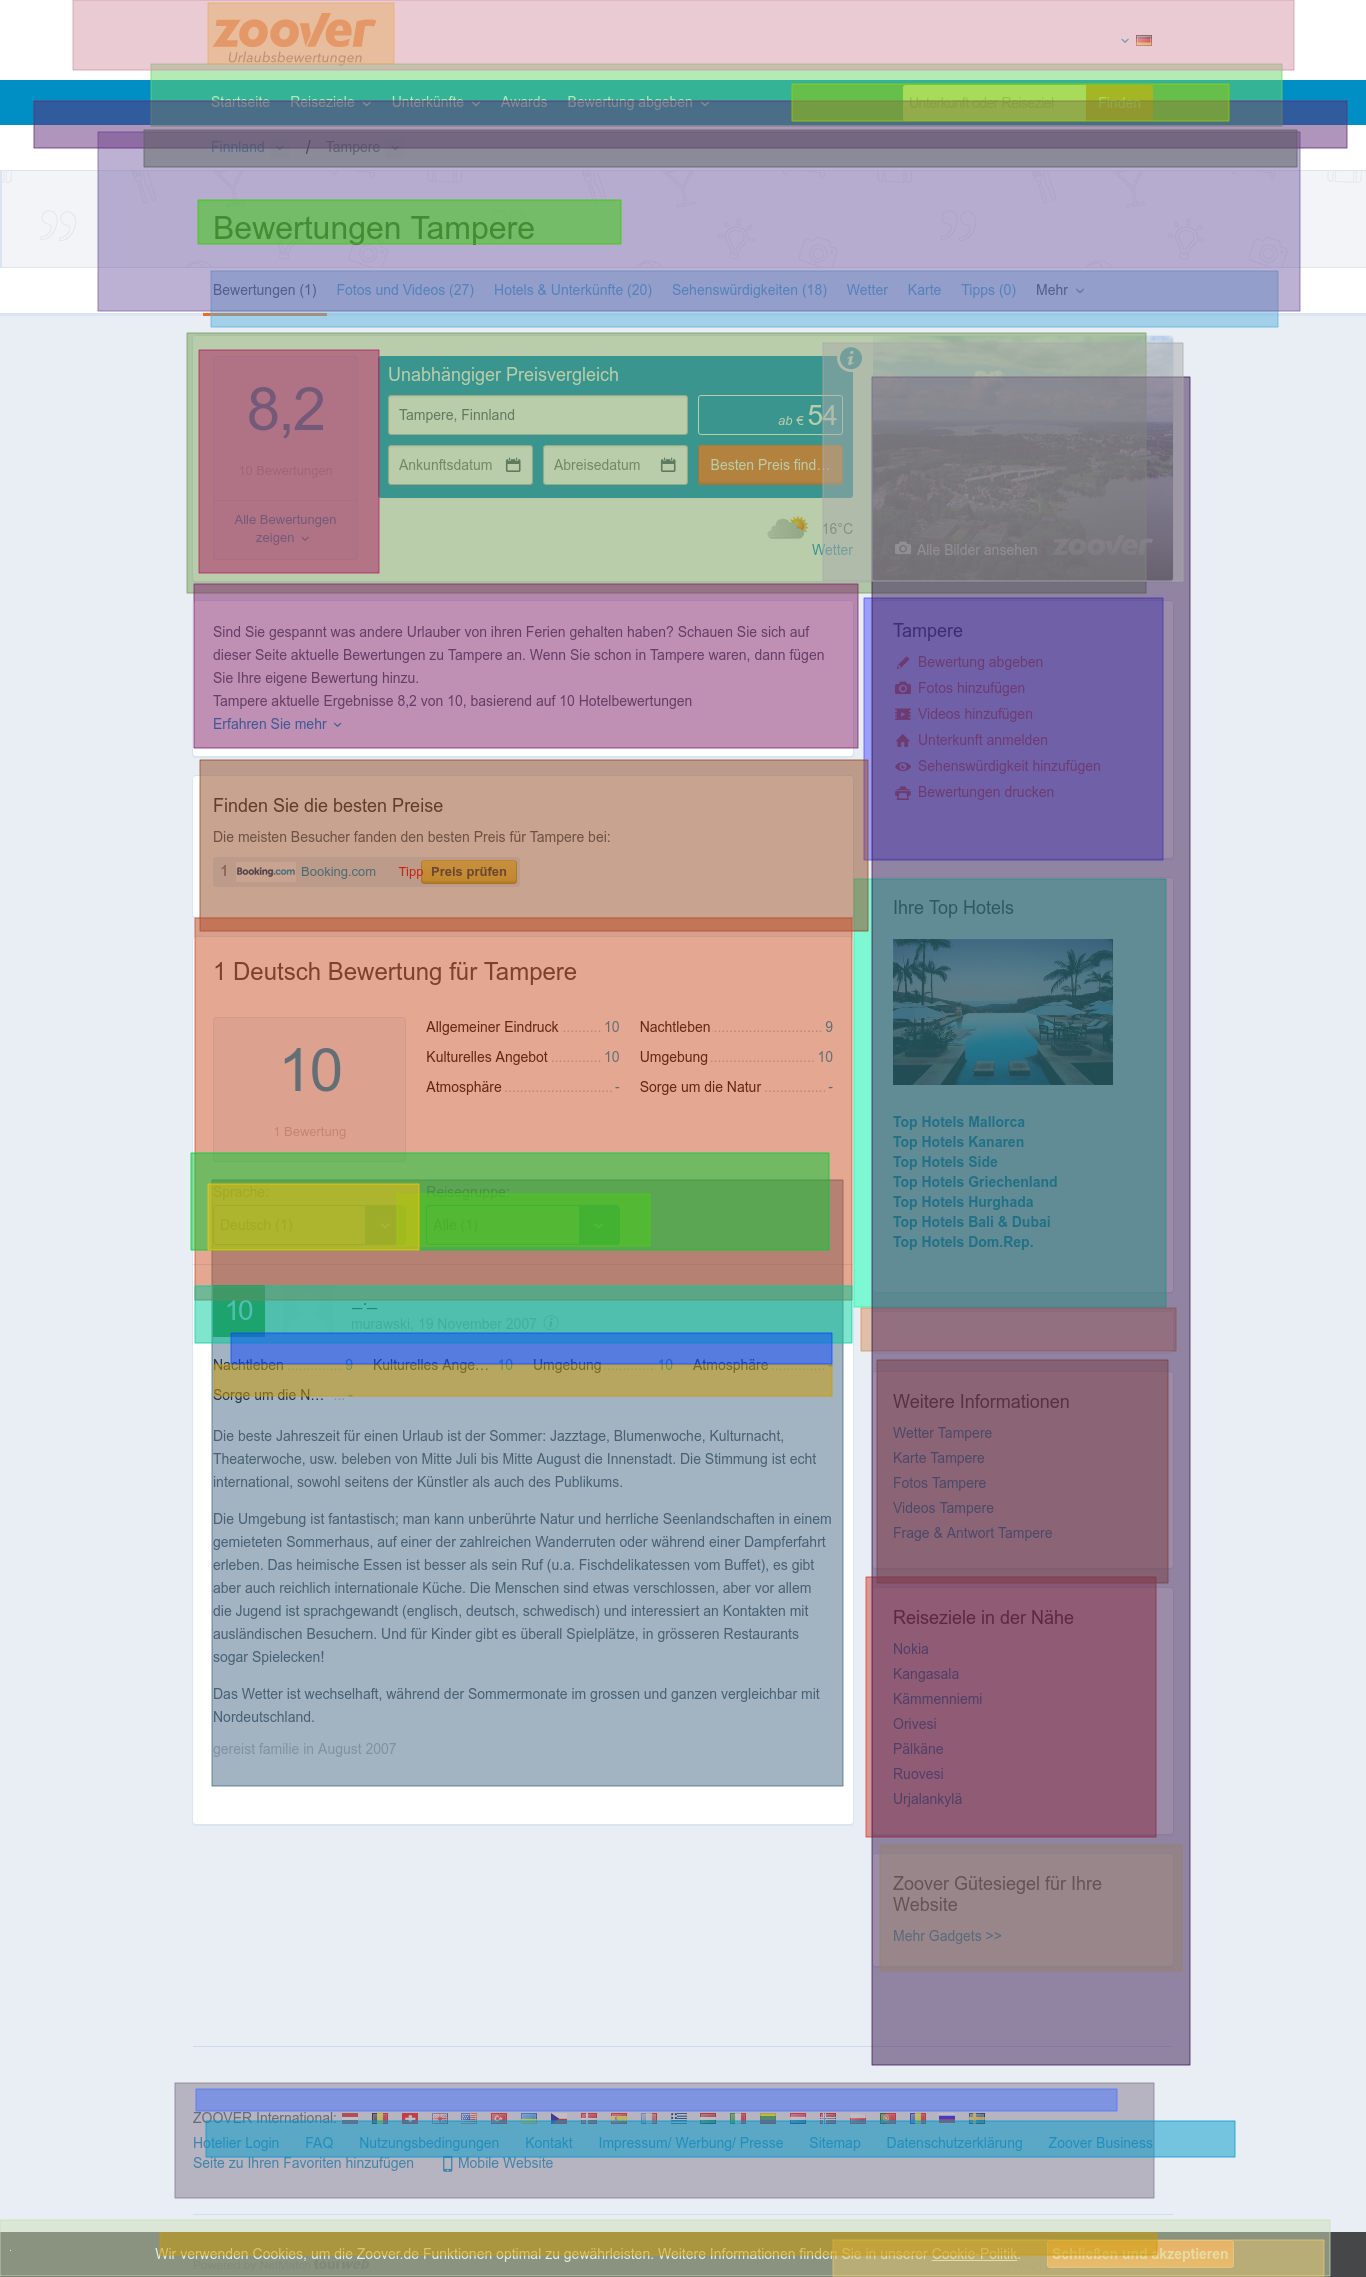 zoover
Urlaubsbewertungen
Startseite Reiseziele Unterkünfte Awards Bewertung abgeben Unterkunft oder Reiseziel Finden
Finnland / Tampere
Bewertungen Tampere
Bewertungen (1) Fotos und Videos (27) Hotels & Unterkünfte (20) Sehenswürdigkeiten (18) Wetter Karte Tipps (0) Mehr
8,2
10 Bewertungen
Alle Bewertungen
zeigen
Unabhängiger Preisvergleich
Tampere, Finnland
ab € 54
Ankunftsdatum Abreisedatum Besten Preis find...
16°C
Wetter
Alle Bilder ansehen zoover
Sind Sie gespannt was andere Urlauber von ihren Ferien gehalten haben? Schauen Sie sich auf
dieser Seite aktuelle Bewertungen zu Tampere an. Wenn Sie schon in Tampere waren, dann fügen
Sie Ihre eigene Bewertung hinzu.
Tampere aktuelle Ergebnisse 8,2 von 10, basierend auf 10 Hotelbewertungen
Erfahren Sie mehr
Tampere
Bewertung abgeben
Fotos hinzufügen
Videos hinzufügen
Unterkunft anmelden
Sehenswürdigkeit hinzufügen
Bewertungen drucken
Finden Sie die besten Preise
Die meisten Besucher fanden den besten Preis für Tampere bei:
1 Booking.com Booking.com Tipp Preis prüfen
Ihre Top Hotels
Top Hotels Mallorca
Top Hotels Kanaren
Top Hotels Side
Top Hotels Griechenland
Top Hotels Hurghada
Top Hotels Bali & Dubai
Top Hotels Dom.Rep.
1 Deutsch Bewertung für Tampere
10
1 Bewertung
Allgemeiner Eindruck 10 Nachtleben 9
Kulturelles Angebot 10 Umgebung 10
Atmosphäre - Sorge um die Natur -
Sprache: Reisegruppe:
Deutsch (1) Alle (1)
10 _._
murawski, 19 November 2007
Nachtleben 9 Kulturelles Ange... 10 Umgebung 10 Atmosphäre -
Sorge um die N... -
Die beste Jahreszeit für einen Urlaub ist der Sommer: Jazztage, Blumenwoche, Kulturnacht,
Theaterwoche, usw. beleben von Mitte Juli bis Mitte August die Innenstadt. Die Stimmung ist echt
international, sowohl seitens der Künstler als auch des Publikums.
Die Umgebung ist fantastisch; man kann unberührte Natur und herrliche Seenlandschaften in einem
gemieteten Sommerhaus, auf einer der zahlreichen Wanderruten oder während einer Dampferfahrt
erleben. Das heimische Essen ist besser als sein Ruf (u.a. Fischdelikatessen vom Buffet), es gibt
aber auch reichlich internationale Küche. Die Menschen sind etwas verschlossen, aber vor allem
die Jugend ist sprachgewandt (englisch, deutsch, schwedisch) und interessiert an Kontakten mit
ausländischen Besuchern. Und für Kinder gibt es überall Spielplätze, in grösseren Restaurants
sogar Spielecken!
Das Wetter ist wechselhaft, während der Sommermonate im grossen und ganzen vergleichbar mit
Nordeutschland.
gereist familie in August 2007
Weitere Informationen
Wetter Tampere
Karte Tampere
Fotos Tampere
Videos Tampere
Frage & Antwort Tampere
Reiseziele in der Nähe
Nokia
Kangasala
Kämmenniemi
Orivesi
Pälkäne
Ruovesi
Urjalankylä
Zoover Gütesiegel für Ihre
Website
Mehr Gadgets >>
ZOOVER International:
Hotelier Login FAQ Nutzungsbedingungen Kontakt Impressum/ Werbung/ Presse Sitemap Datenschutzerklärung Zoover Business
Seite zu Ihren Favoriten hinzufügen Mobile Website
Wir verwenden Cookies, um die Zoover.de Funktionen optimal zu gewährleisten. Weitere Informationen finden Sie in unserer Cookie-Politik. Schließen und akzeptieren